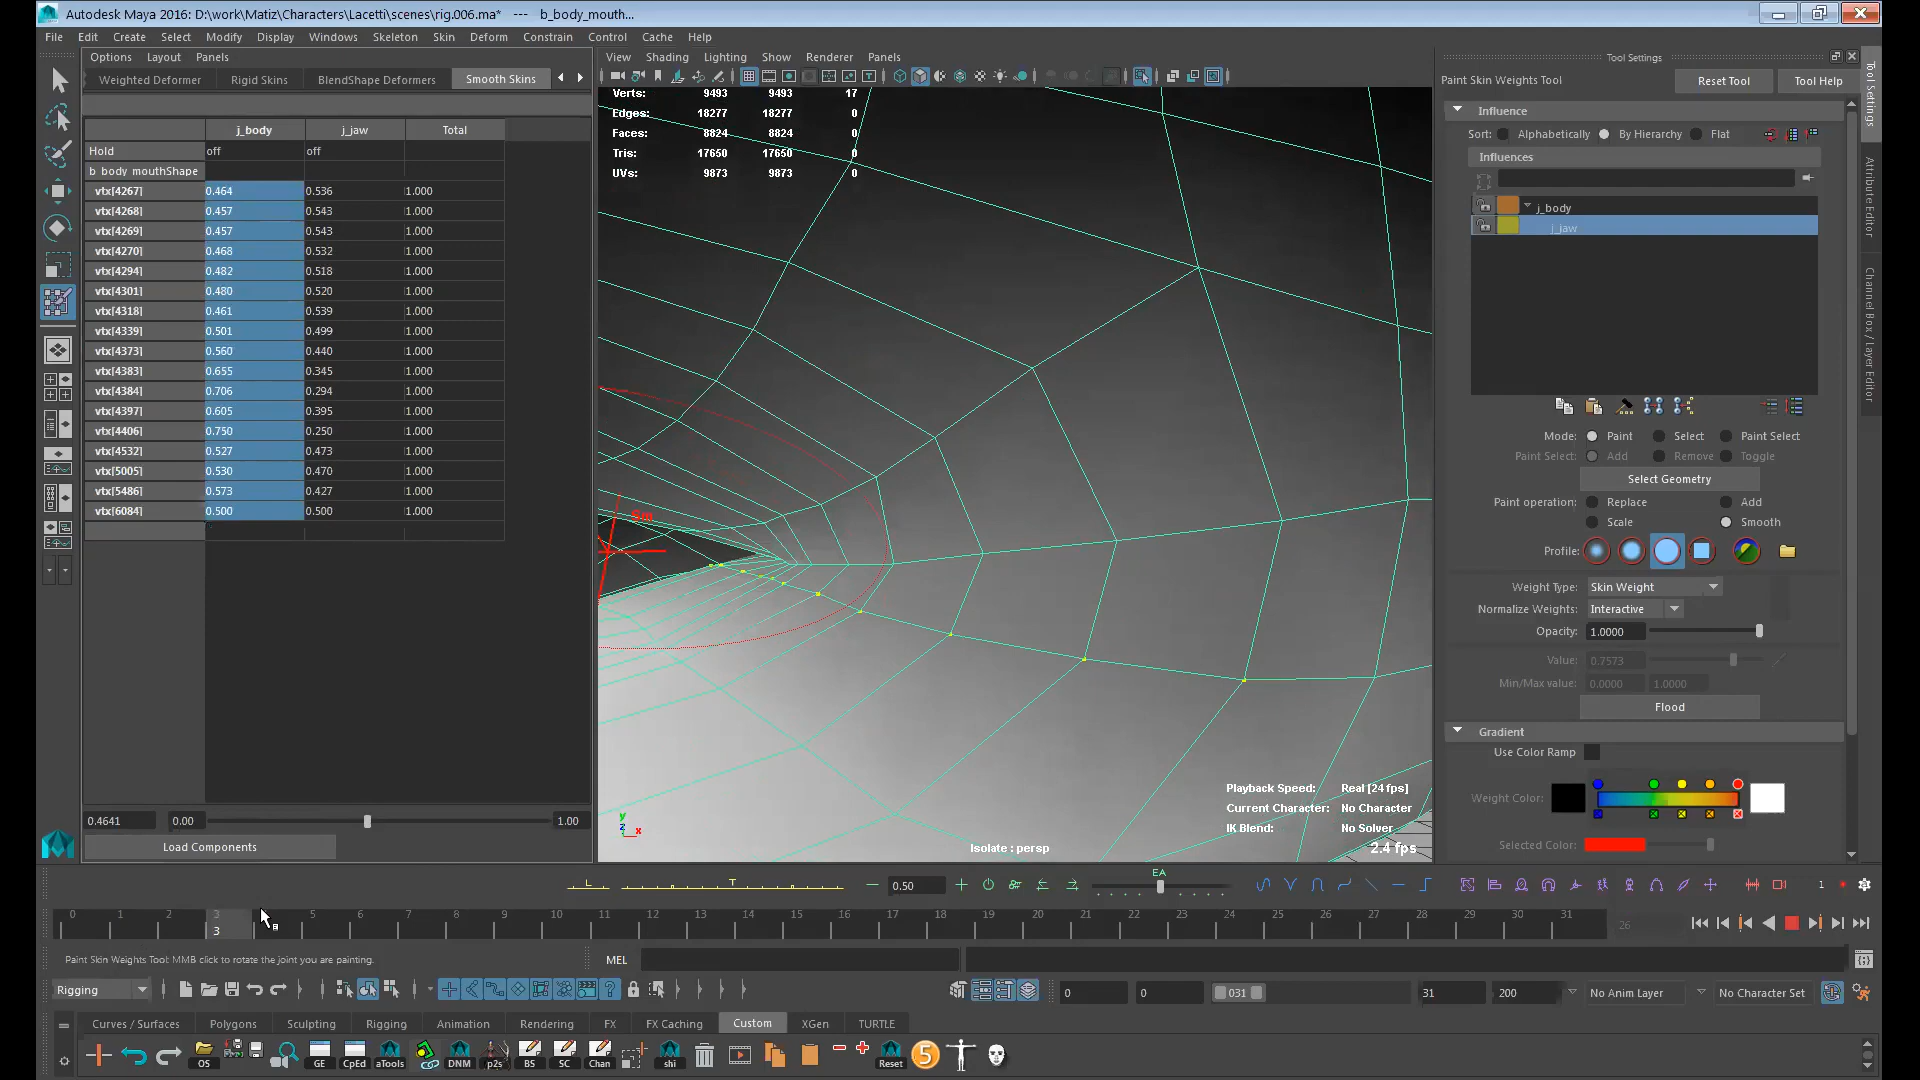 Autodesk Maya 2016: D:\work\Matiz\Characters\Lacetti\scenes\rig.006.ma* --- b_body_mouth...
File Edit Create Select Modify Display Windows Skeleton Skin Deform Constrain Control Cache Help
Options Layout Panels
Weighted Deformer Rigid Skins BlendShape Deformers Smooth Skins
j_body j_jaw Total
Hold off off
b body mouthShape
vtx[4267] 0.464 0.536 1.000
vtx[4268] 0.457 0.543 1.000
vtx[4269] 0.457 0.543 1.000
vtx[4270] 0.468 0.532 1.000
vtx[4294] 0.482 0.518 1.000
vtx[4301] 0.480 0.520 1.000
vtx[4318] 0.461 0.539 1.000
vtx[4339] 0.501 0.499 1.000
vtx[4373] 0.560 0.440 1.000
vtx[4383] 0.655 0.345 1.000
vtx[4384] 0.706 0.294 1.000
vtx[4397] 0.605 0.395 1.000
vtx[4406] 0.750 0.250 1.000
vtx[4532] 0.527 0.473 1.000
vtx[5005] 0.530 0.470 1.000
vtx[5486] 0.573 0.427 1.000
vtx[6084] 0.500 0.500 1.000
0.4641 0.00 1.00
Load Components
View Shading Lighting Show Renderer Panels
Verts: 9493 9493 17
Edges: 18277 18277 0
Faces: 8824 8824 0
Tris: 17650 17650 0
UVs: 9873 9873 0
Sm
Playback Speed: Real [24 fps]
Current Character: No Character
IK Blend: No Solver
Isolate : persp
2.4 fps
y
z x
Tool Settings
Paint Skin Weights Tool Reset Tool Tool Help
Influence
Sort: Alphabetically By Hierarchy Flat
Influences
j_body
j_jaw
Mode: Paint Select Paint Select
Paint Select: Add Remove Toggle
Select Geometry
Paint operation: Replace Add
Scale Smooth
Profile:
Weight Type: Skin Weight
Normalize Weights: Interactive
Opacity: 1.0000
Value: 0.7573
Min/Max value: 0.0000 1.0000
Flood
Gradient
Use Color Ramp
Weight Color:
Selected Color:
Tool Settings
Attribute Editor
Channel Box / Layer Editor
L T 0.50 EA 1
0 1 2 3 5 6 7 8 9 10 11 12 13 14 15 16 17 18 19 20 21 22 23 24 25 26 27 28 29 30 31
3 26
Paint Skin Weights Tool: MMB click to rotate the joint you are painting. MEL
Rigging 0 0 031 31 200 No Anim Layer No Character Set
Curves / Surfaces Polygons Sculpting Rigging Animation Rendering FX FX Caching Custom XGen TURTLE
OS GE CpEd aTools DNM p2s BS SC Chan shi Reset 5